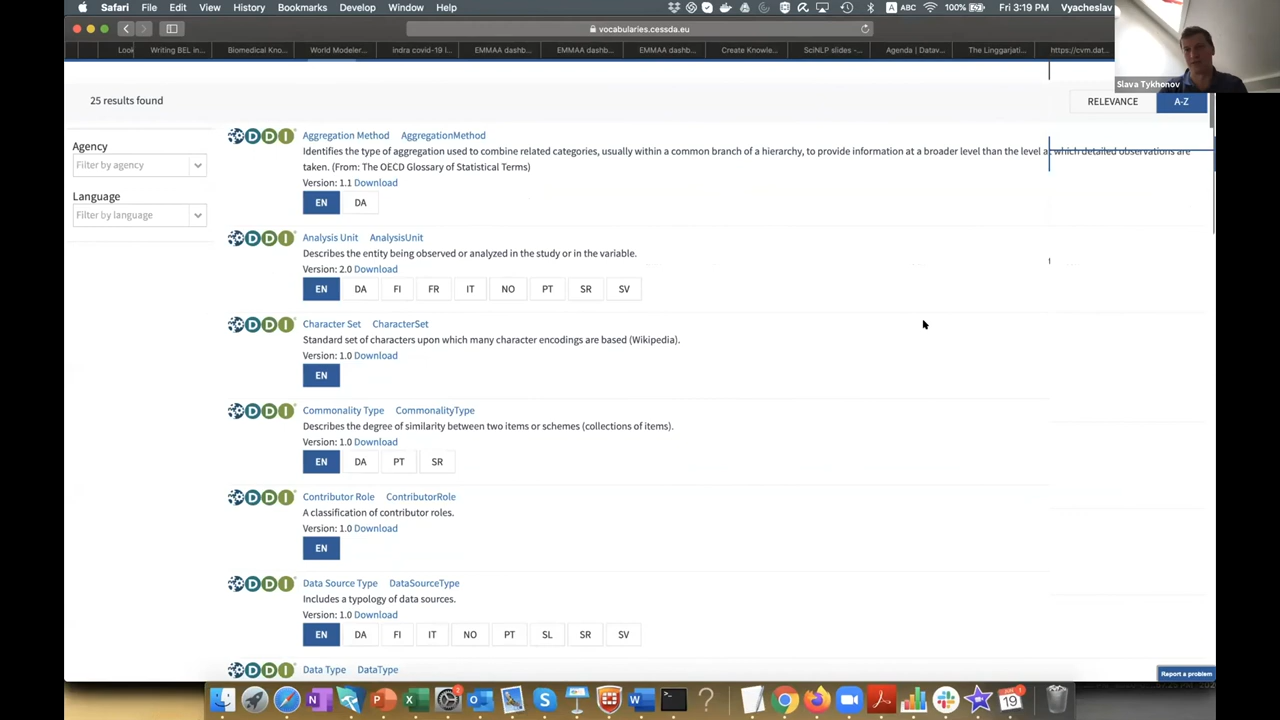 Safari File Edit View History Bookmarks Develop Window Help
ABC 100% Fri 3:19 PM Vyacheslav
vocabularies.cessda.eu
Look Writing BEL in... Biomedical Kno... World Modeler... indra covid-19 l... EMMAA dashb... EMMAA dashb... EMMAA dashb... Create Knowle... SciNLP slides -... Agenda | Datav... The Linggarjati... https://cvm.dat...
Slava Tykhonov
25 results found
RELEVANCE A-Z
Agency
Filter by agency
Language
Filter by language
DDI Aggregation Method AggregationMethod
Identifies the type of aggregation used to combine related categories, usually within a common branch of a hierarchy, to provide information at a broader level than the level at which detailed observations are
taken. (From: The OECD Glossary of Statistical Terms)
Version: 1.1 Download
EN DA
DDI Analysis Unit AnalysisUnit
Describes the entity being observed or analyzed in the study or in the variable.
Version: 2.0 Download
EN DA FI FR IT NO PT SR SV
DDI Character Set CharacterSet
Standard set of characters upon which many character encodings are based (Wikipedia).
Version: 1.0 Download
EN
DDI Commonality Type CommonalityType
Describes the degree of similarity between two items or schemes (collections of items).
Version: 1.0 Download
EN DA PT SR
DDI Contributor Role ContributorRole
A classification of contributor roles.
Version: 1.0 Download
EN
DDI Data Source Type DataSourceType
Includes a typology of data sources.
Version: 1.0 Download
EN DA FI IT NO PT SL SR SV
DDI Data Type DataType
Report a problem
19